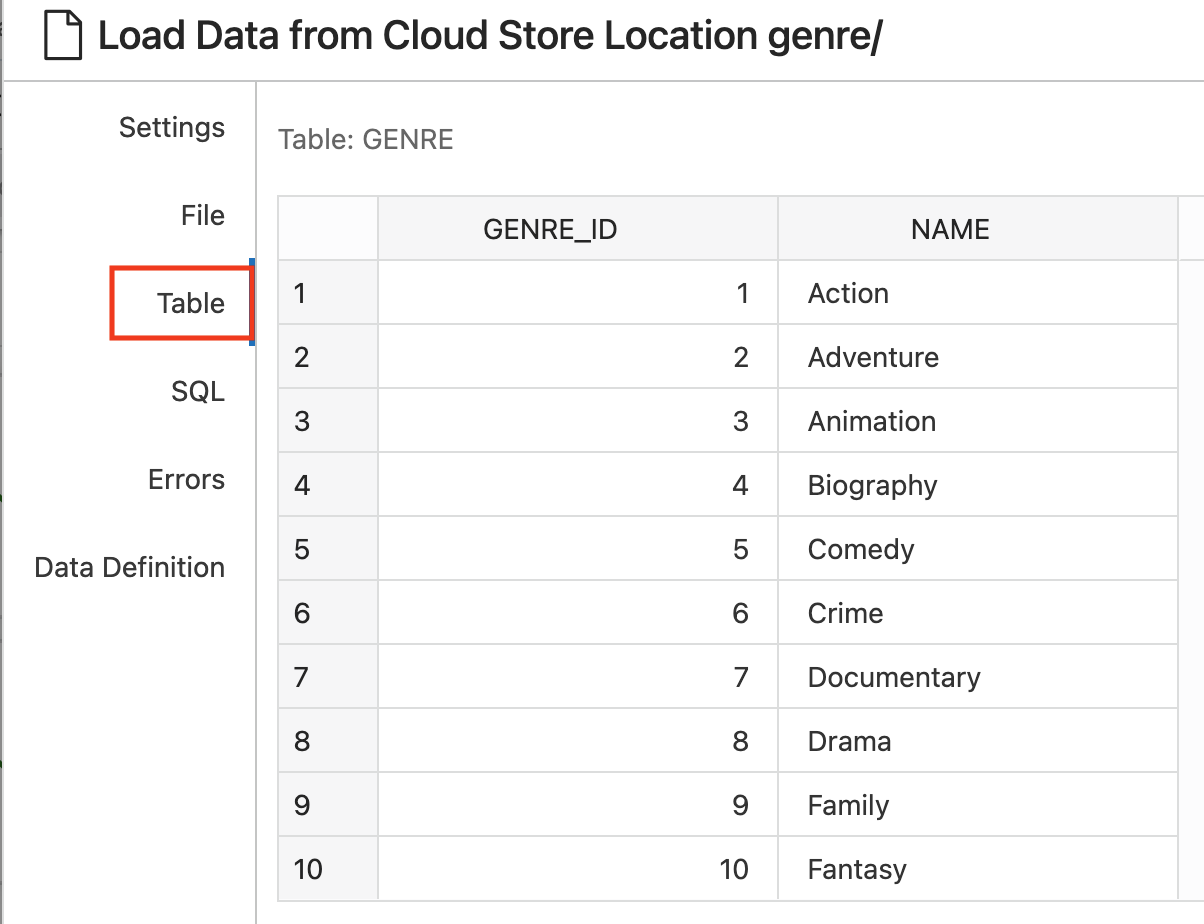 Load Data from Cloud Store Location genre/
Settings
File
Table
SQL
Errors
Data Definition
Table: GENRE
GENRE_ID NAME
1 1 Action
2 2 Adventure
3 3 Animation
4 4 Biography
5 5 Comedy
6 6 Crime
7 7 Documentary
8 8 Drama
9 9 Family
10 10 Fantasy